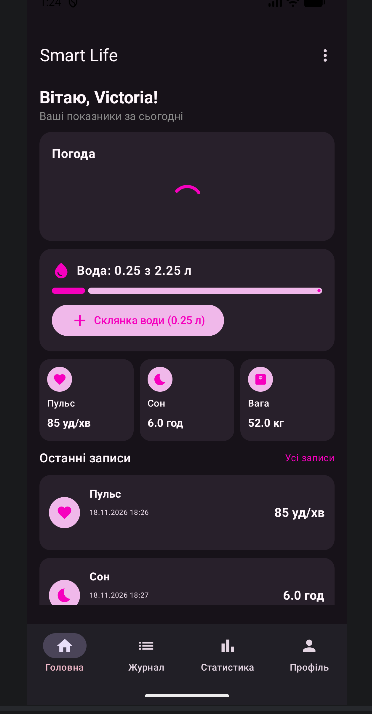 1:24
Smart Life
Вітаю, Victoria!
Ваші показники за сьогодні
Погода
Вода: 0.25 з 2.25 л
+ Склянка води (0.25 л)
Пульс
85 уд/хв
Сон
6.0 год
Вага
52.0 кг
Останні записи
Усі записи
Пульс
18.11.2026 18:26
85 уд/хв
Сон
18.11.2026 18:27
6.0 год
Головна
Журнал
Статистика
Профіль